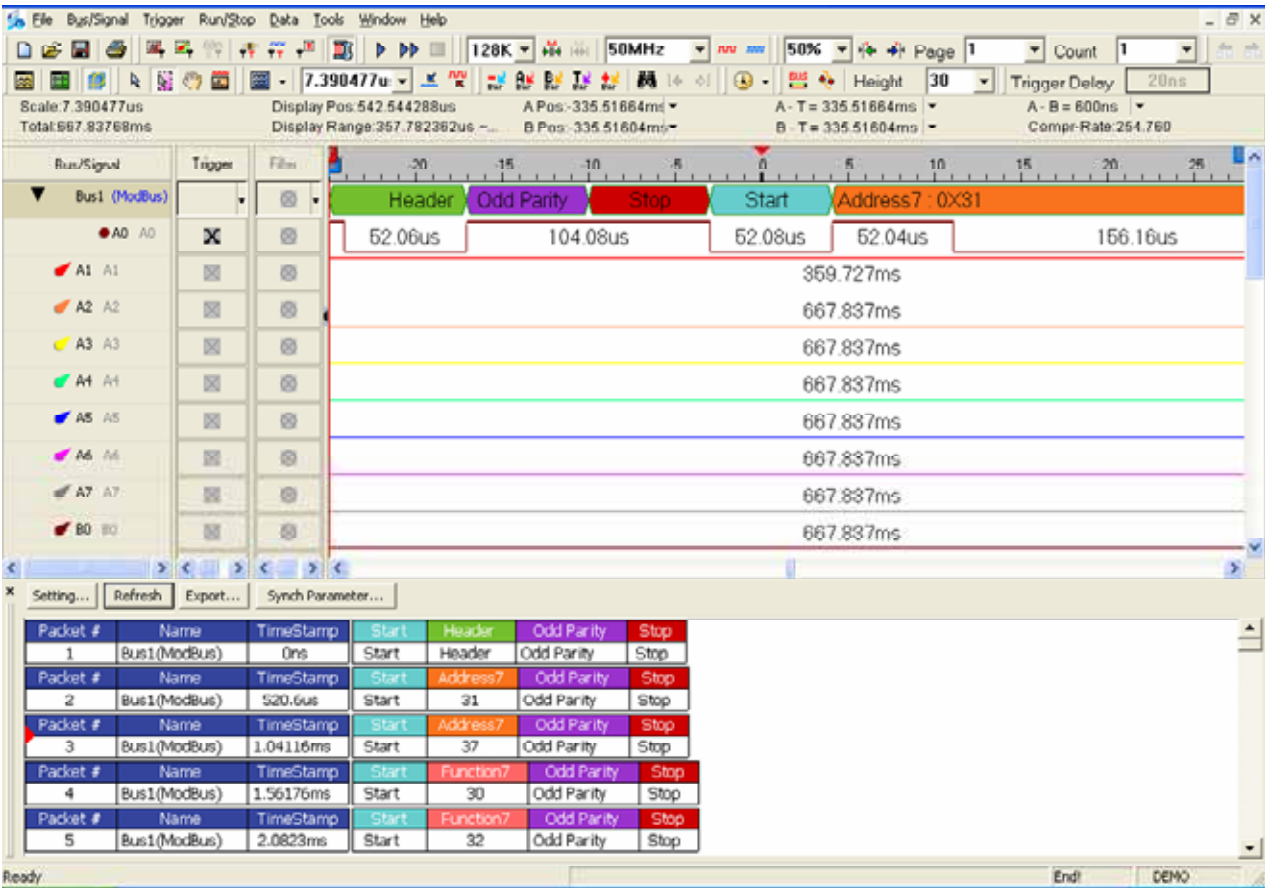 File Bus/Signal Trigger Run/Stop Data Tools Window Help
128K 50MHz 50% Page 1 Count 1
7.390477u: Height 30 Trigger Delay 20ns
Scale:7.390477us Display Pos:542.544288us A Pos:-335.51664ms A - T = 335.51664ms A - B = 600ns
Total:667.83768ms Display Range:357.782362us ~... B Pos:-335.51604ms B - T = 335.51604ms Compr-Rate:254.760
Bus/Signal Trigger Filter -20 -15 -10 -5 0 5 10 15 20 25
Bus1 (ModBus) Header Odd Parity Stop Start Address7 : 0X31
A0 A0 52.06us 104.08us 52.08us 52.04us 156.16us
A1 A1 359.727ms
A2 A2 667.837ms
A3 A3 667.837ms
A4 A4 667.837ms
A5 A5 667.837ms
A6 A6 667.837ms
A7 A7 667.837ms
B0 B0 667.837ms
Setting... Refresh Export... Synch Parameter...
Packet # Name TimeStamp Start Header Odd Parity Stop
1 Bus1(ModBus) 0ns Start Header Odd Parity Stop
Packet # Name TimeStamp Start Address7 Odd Parity Stop
2 Bus1(ModBus) 520.6us Start 31 Odd Parity Stop
Packet # Name TimeStamp Start Address7 Odd Parity Stop
3 Bus1(ModBus) 1.04116ms Start 37 Odd Parity Stop
Packet # Name TimeStamp Start Function7 Odd Parity Stop
4 Bus1(ModBus) 1.56176ms Start 30 Odd Parity Stop
Packet # Name TimeStamp Start Function7 Odd Parity Stop
5 Bus1(ModBus) 2.0823ms Start 32 Odd Parity Stop
Ready End! DEMO